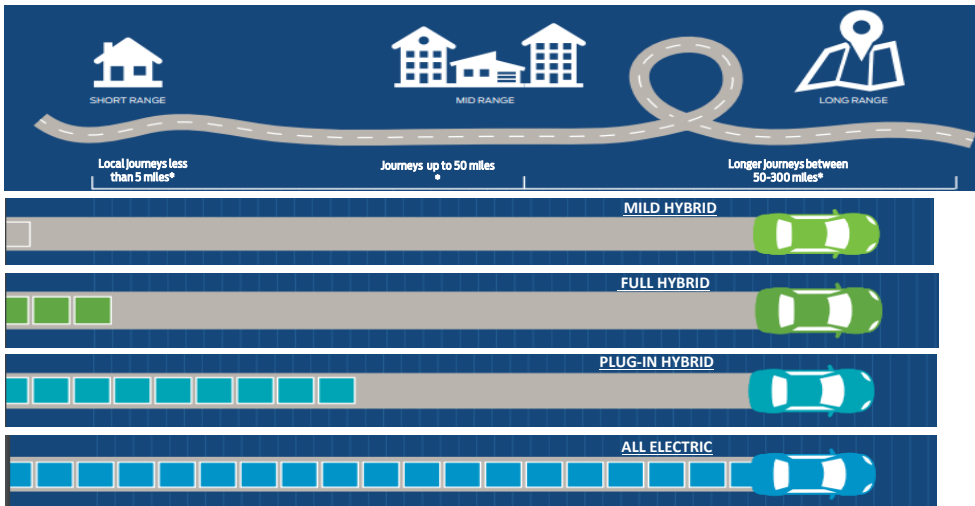 SHORT RANGE
MID RANGE
LONG RANGE
Local journeys less
than 5 miles*
Journeys up to 50 miles
*
Longer journeys between
50-300 miles*
MILD HYBRID
FULL HYBRID
PLUG-IN HYBRID
ALL ELECTRIC